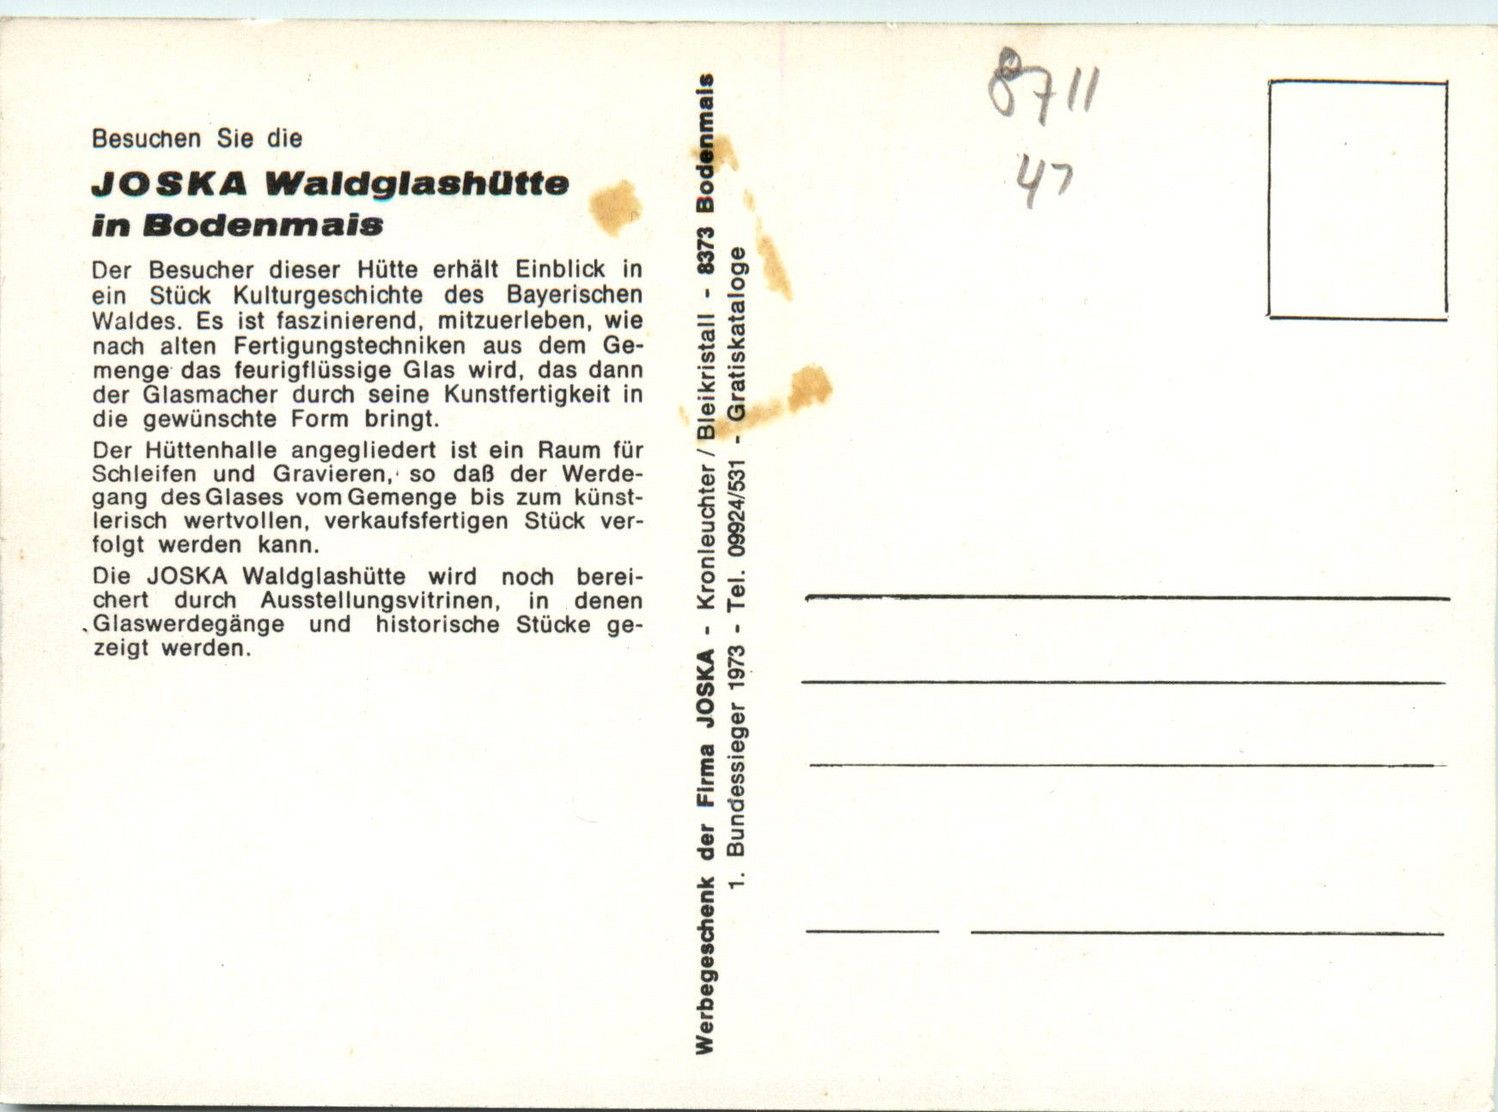 Besuchen Sie die
JOSKA Waldglashütte
in Bodenmais
Der Besucher dieser Hütte erhält Einblick in
ein Stück Kulturgeschichte des Bayerischen
Waldes. Es ist faszinierend, mitzuerleben, wie
nach alten Fertigungstechniken aus dem Ge-
menge das feurigflüssige Glas wird, das dann
der Glasmacher durch seine Kunstfertigkeit in
die gewünschte Form bringt.
Der Hüttenhalle angegliedert ist ein Raum für
Schleifen und Gravieren, so daß der Werde-
gang des Glases vom Gemenge bis zum künst-
lerisch wertvollen, verkaufsfertigen Stück ver-
folgt werden kann.
Die JOSKA Waldglashütte wird noch berei-
chert durch Ausstellungsvitrinen, in denen
Glaswerdegänge und historische Stücke ge-
zeigt werden.
Werbegeschenk der Firma JOSKA - Kronleuchter / Bleikristall - 8373 Bodenmais
1. Bundessieger 1973 - Tel. 09924/531 - Gratiskataloge
8711
47